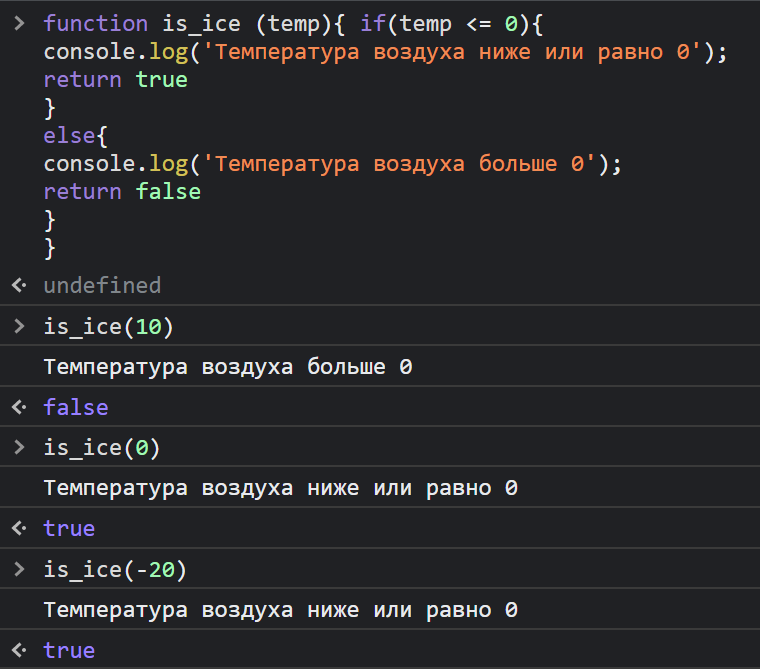 function is_ice (temp){ if(temp <= 0){
console.log('Температура воздуха ниже или равно 0');
return true
}
else{
console.log('Температура воздуха больше 0');
return false
}
}
undefined
is_ice(10)
Температура воздуха больше 0
false
is_ice(0)
Температура воздуха ниже или равно 0
true
is_ice(-20)
Температура воздуха ниже или равно 0
true